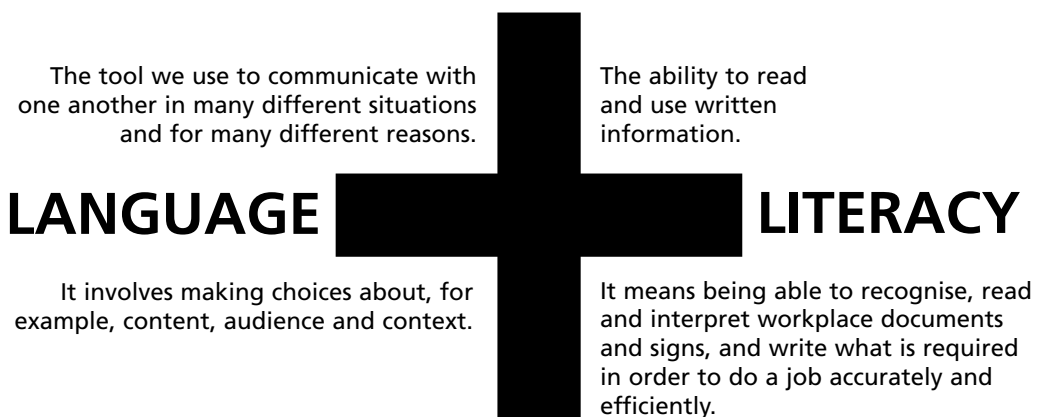 The tool we use to communicate with
one another in many different situations
and for many different reasons.
LANGUAGE
It involves making choices about, for
example, content, audience and context.
The ability to read
and use written
information.
LITERACY
It means being able to recognise, read
and interpret workplace documents
and signs, and write what is required
in order to do a job accurately and
efficiently.